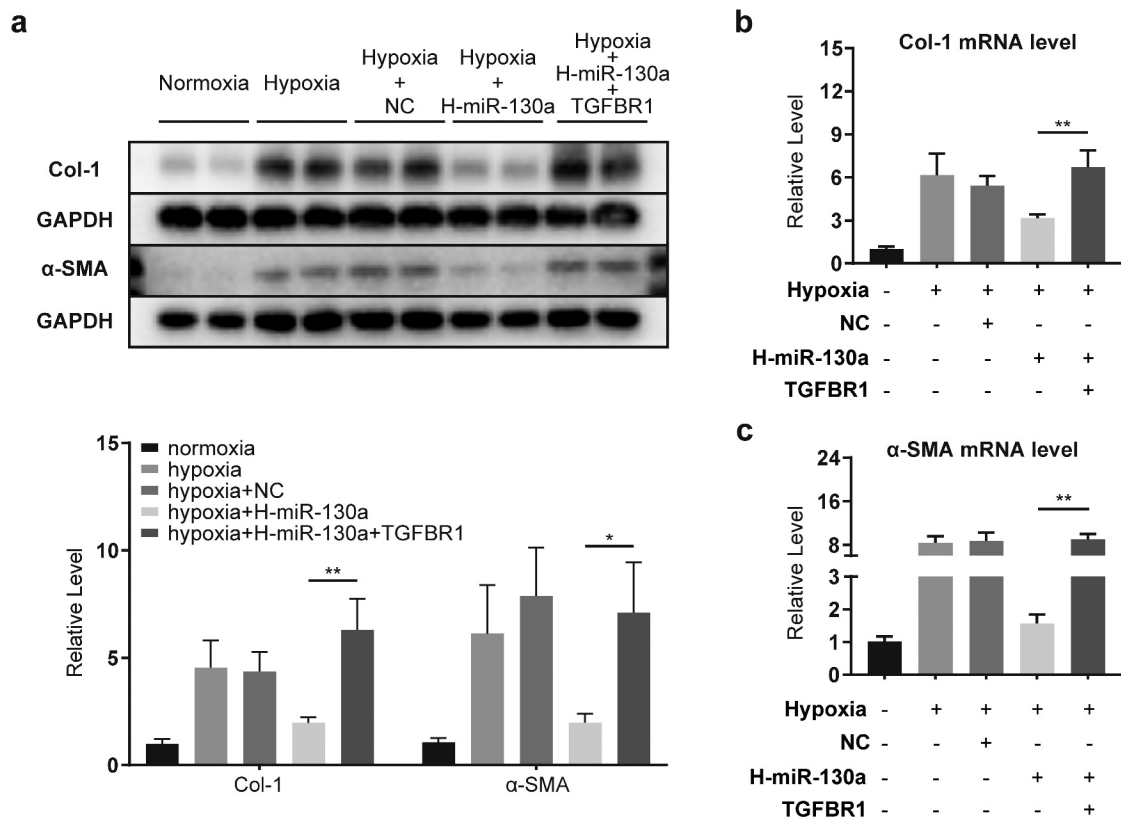 a
Normoxia
Hypoxia
Hypoxia
+
NC
Hypoxia
+
H-miR-130a
Hypoxia
+
H-miR-130a
+
TGFBR1
Col-1
GAPDH
α-SMA
GAPDH
15
10
5
0
Relative Level
normoxia
hypoxia
hypoxia+NC
hypoxia+H-miR-130a
hypoxia+H-miR-130a+TGFBR1
**
*
Col-1
α-SMA
b
Col-1 mRNA level
15
12
9
6
3
0
Relative Level
**
Hypoxia - + + + +
NC - - + - -
H-miR-130a - - - + +
TGFBR1 - - - - +
c
α-SMA mRNA level
24
16
8
3
2
1
0
Relative Level
**
Hypoxia - + + + +
NC - - + - -
H-miR-130a - - - + +
TGFBR1 - - - - +